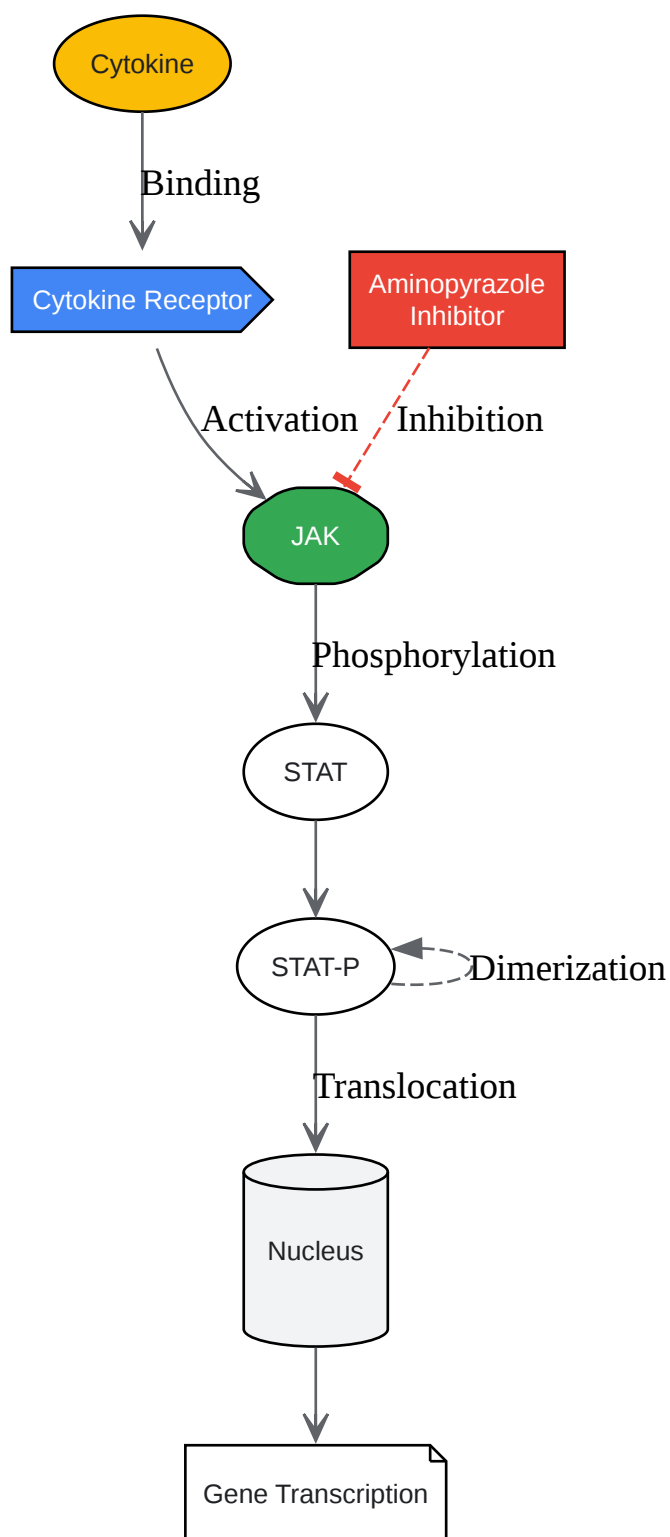 Cytokine
Binding
Cytokine Receptor
Aminopyrazole
Inhibitor
Activation
Inhibition
JAK
Phosphorylation
STAT
STAT-P
Dimerization
Translocation
Nucleus
Gene Transcription